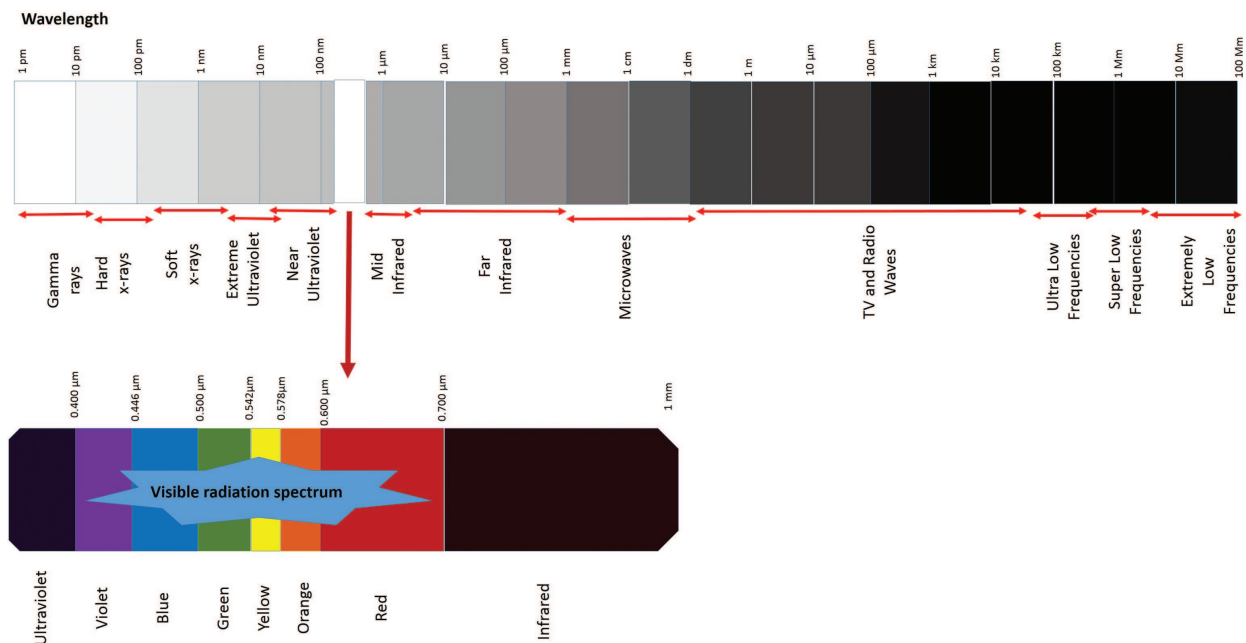 Wavelength
1 pm
10 pm
100 pm
1 nm
10 nm
100 nm
1 µm
10 µm
100 µm
1 mm
1 cm
1 dm
1 m
10 µm
100 µm
1 km
10 km
100 km
1 Mm
10 Mm
100 Mm
Gamma
rays
Hard
x-rays
Soft
x-rays
Extreme
Ultraviolet
Near
Ultraviolet
Mid
Infrared
Far
Infrared
Microwaves
TV and Radio
Waves
Ultra Low
Frequencies
Super Low
Frequencies
Extremely
Low
Frequencies
0.400 µm
0.446 µm
0.500 µm
0.542µm
0.578µm
0.600 µm
0.700 µm
1 mm
Visible radiation spectrum
Ultraviolet
Violet
Blue
Green
Yellow
Orange
Red
Infrared